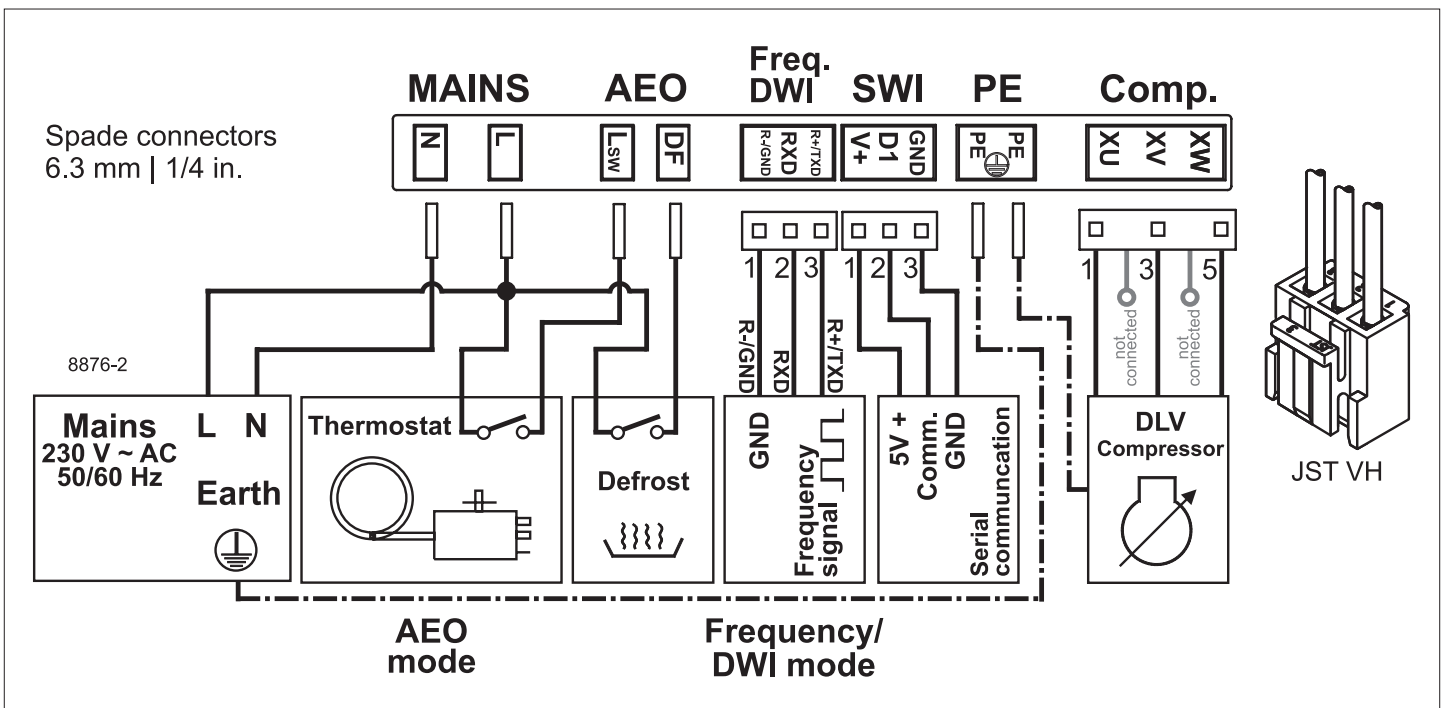 MAINS
AEO
Freq.
DWI
SWI
PE
Comp.
Spade connectors
6.3 mm | 1/4 in.
N
L
Lsw
DF
R-/GND
RXD
R+/TXD
V+
D1
GND
PE
PE
XU
XV
XW
1
2
3
1
2
3
1
3
5
not
connected
not
connected
R-/GND
RXD
R+/TXD
8876-2
Mains
230 V ~ AC
50/60 Hz
L N
Earth
Thermostat
Defrost
GND
Frequency
signal
5V +
Comm.
GND
Serial
communcation
DLV
Compressor
JST VH
AEO
mode
Frequency/
DWI mode